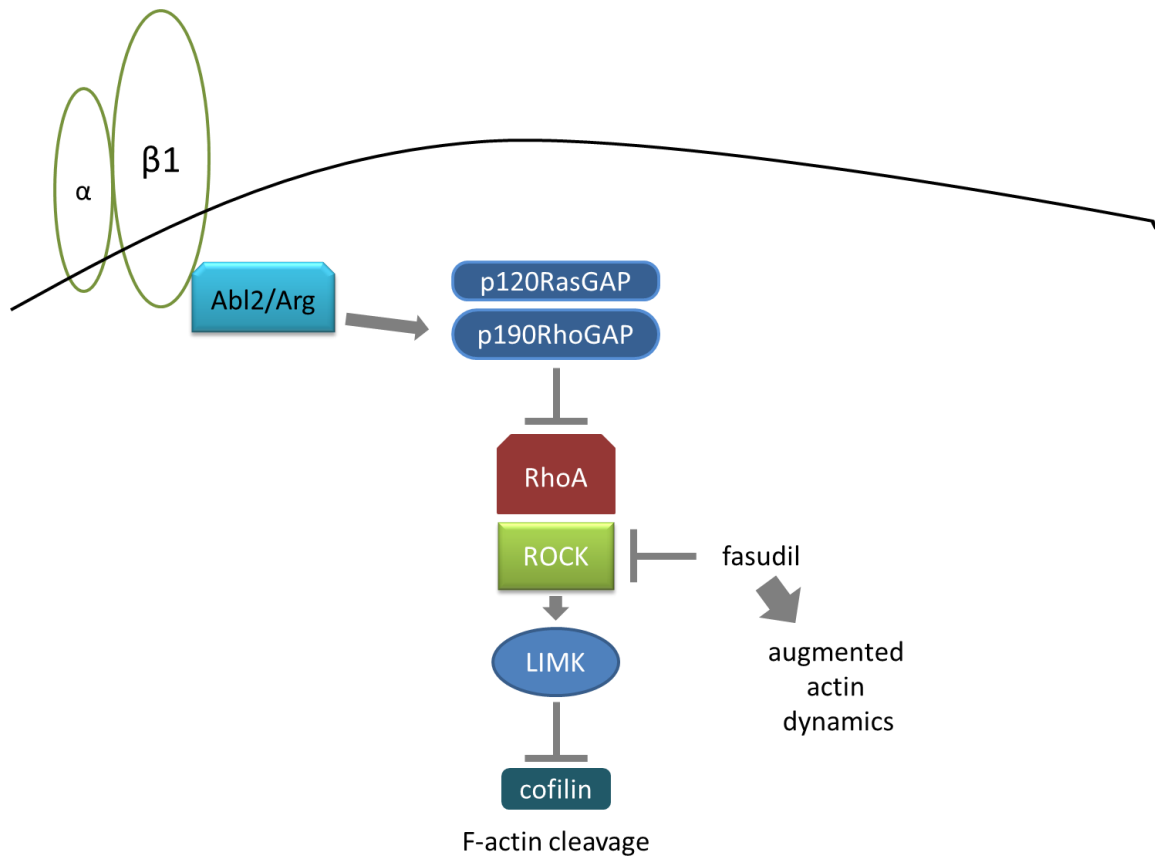 α
β1
Abl2/Arg
p120RasGAP
p190RhoGAP
RhoA
ROCK
fasudil
LIMK
augmented
actin
dynamics
cofilin
F-actin cleavage